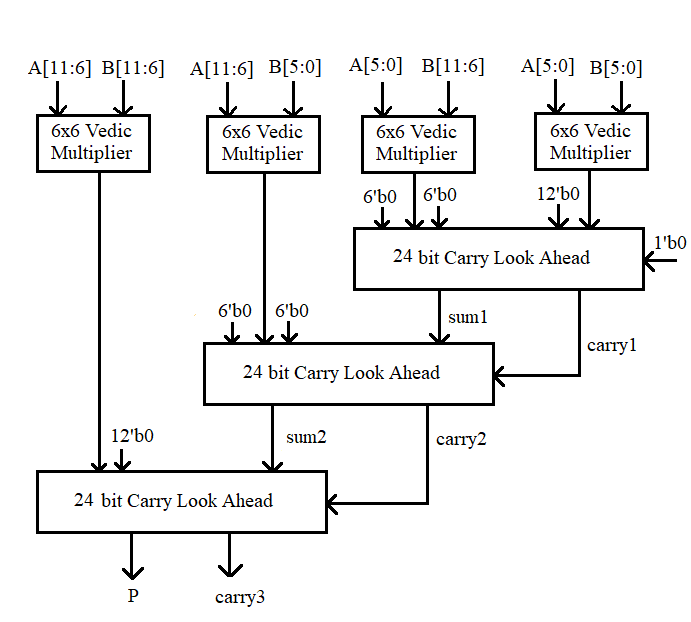 A[11:6] B[11:6] A[11:6] B[5:0] A[5:0] B[11:6] A[5:0] B[5:0]
6x6 Vedic
Multiplier
6x6 Vedic
Multiplier
6x6 Vedic
Multiplier
6x6 Vedic
Multiplier
6'b0 6'b0 12'b0
24 bit Carry Look Ahead
1'b0
6'b0 6'b0 sum1
carry1
24 bit Carry Look Ahead
12'b0 sum2 carry2
24 bit Carry Look Ahead
P carry3